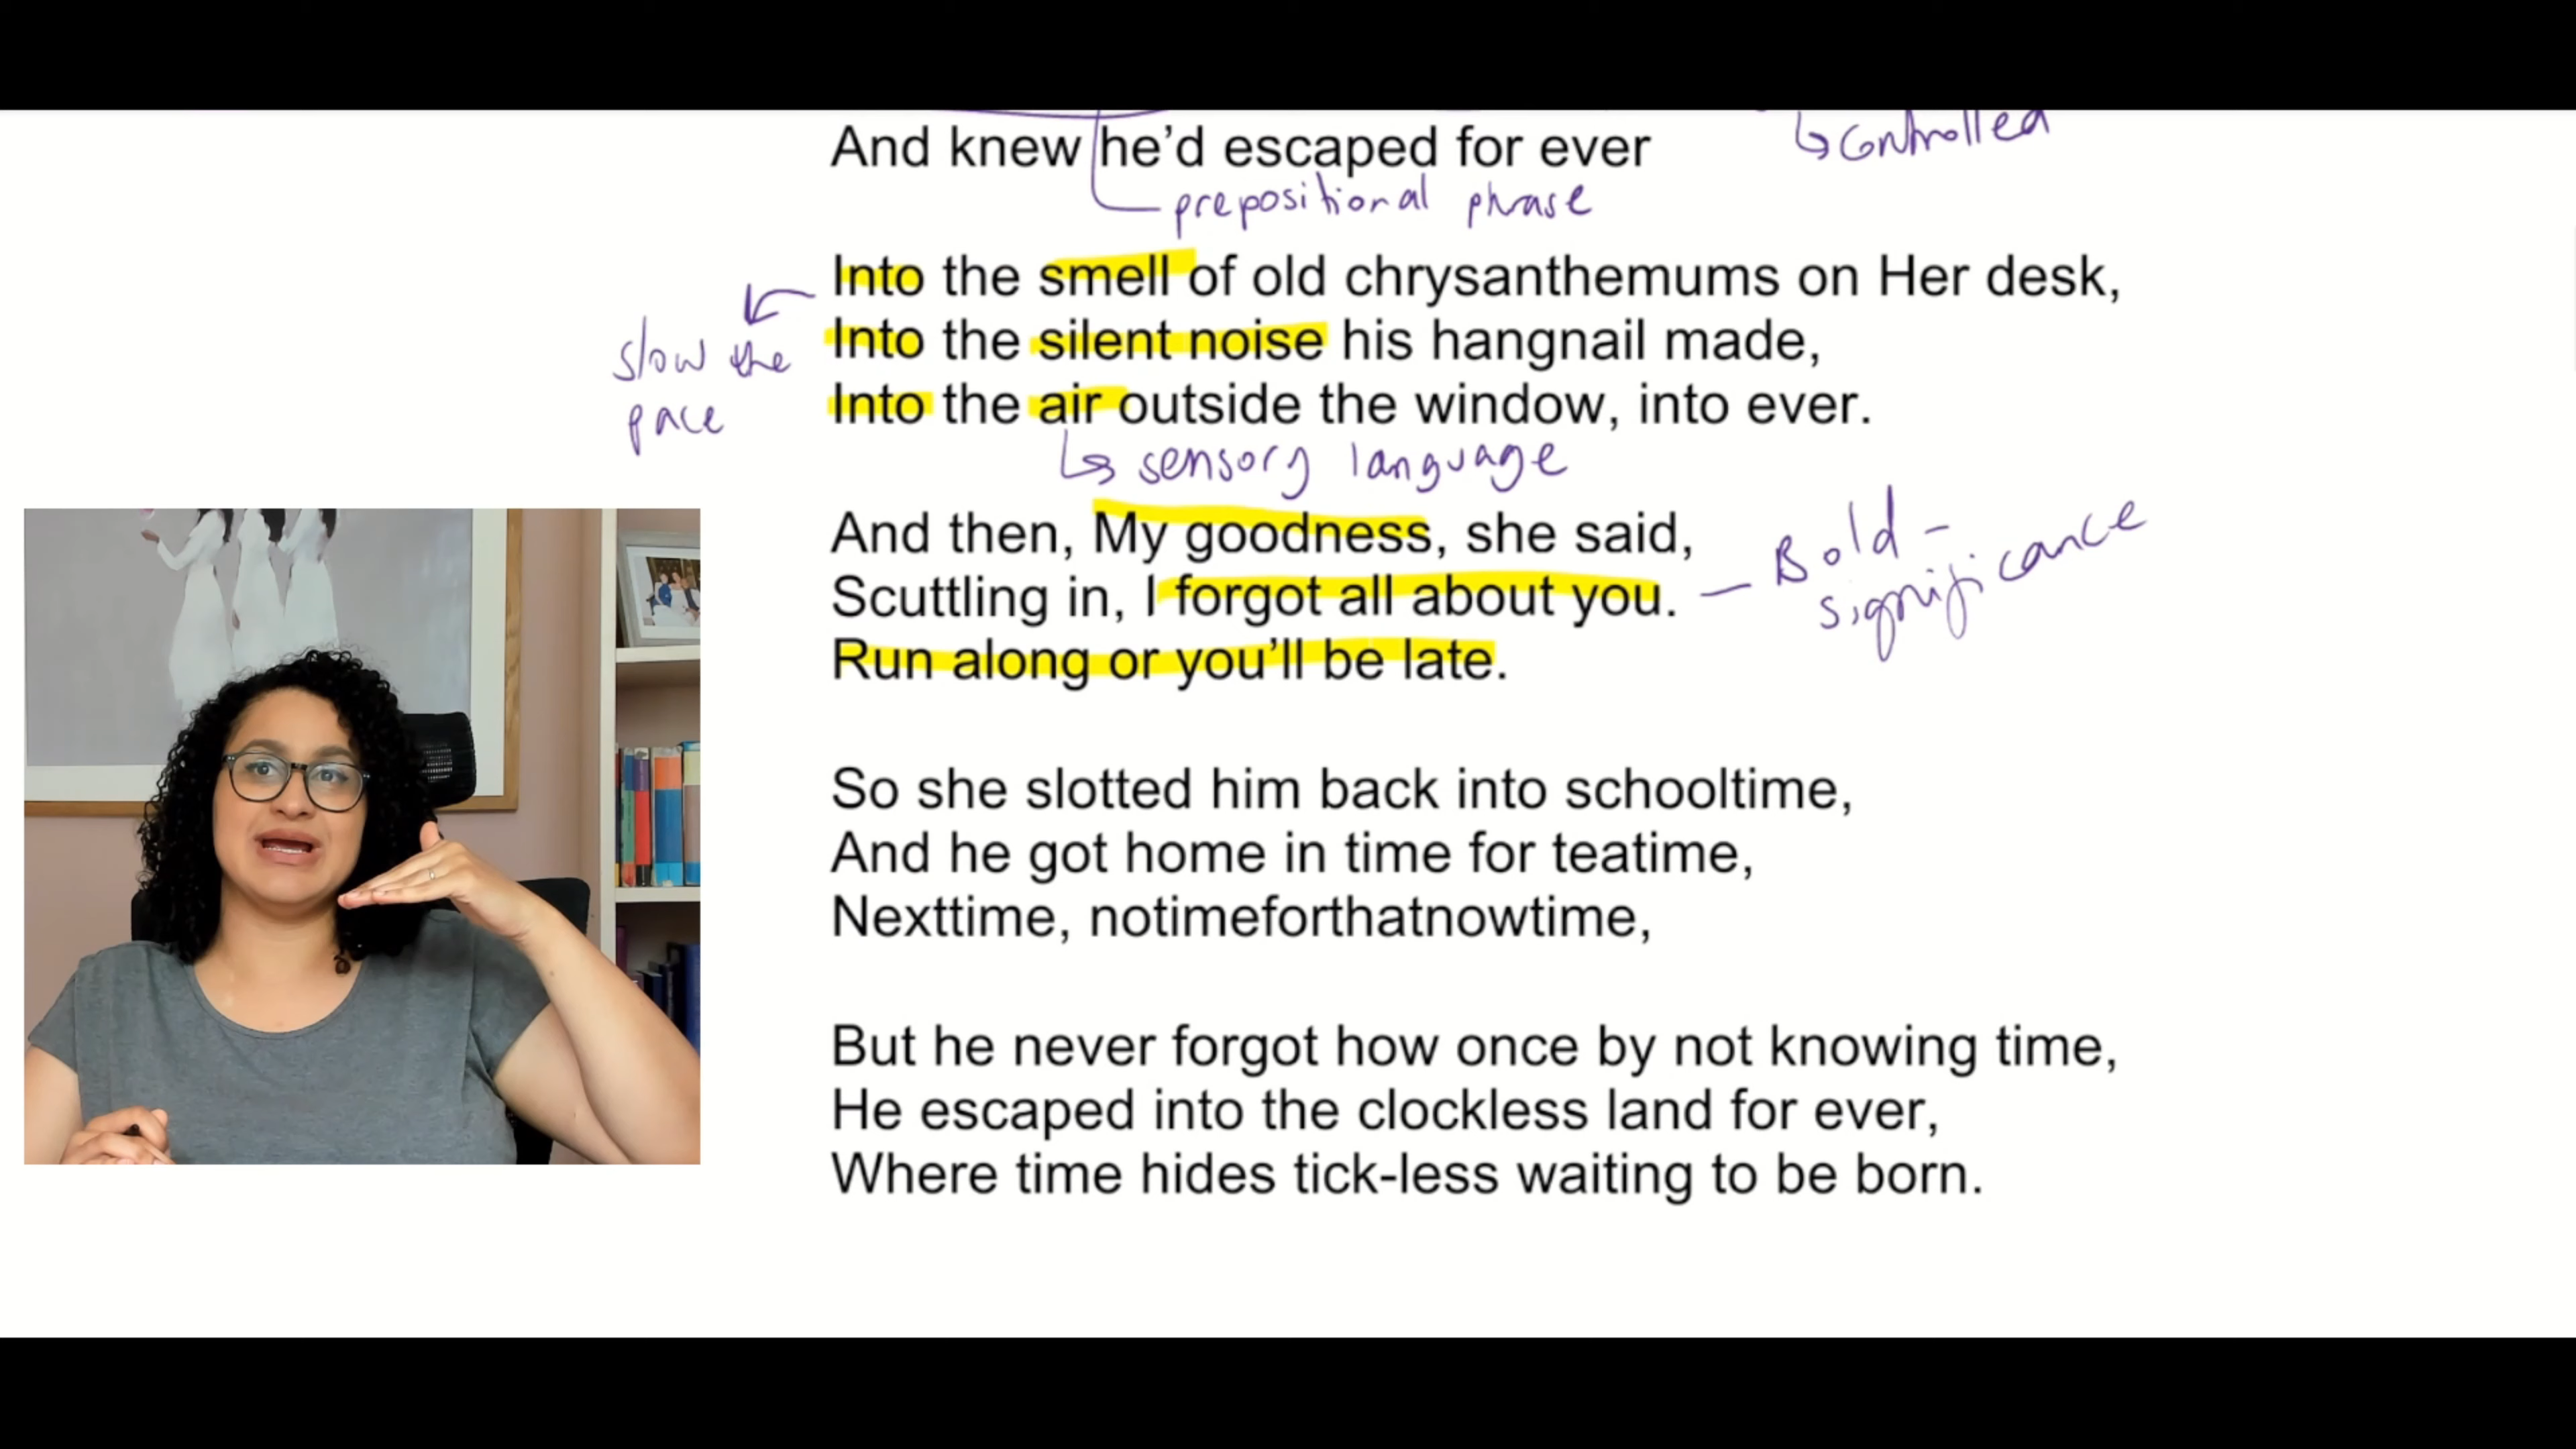 ↳ controlled
And knew he’d escaped for ever
prepositional phrase
Into the smell of old chrysanthemums on Her desk,
Into the silent noise his hangnail made,
Into the air outside the window, into ever.
slow the
pace
↳ sensory language
And then, My goodness, she said,
Scuttling in, I forgot all about you.
Run along or you’ll be late.
— Bold –
significance
So she slotted him back into schooltime,
And he got home in time for teatime,
Nexttime, notimeforthatnowtime,
But he never forgot how once by not knowing time,
He escaped into the clockless land for ever,
Where time hides tick-less waiting to be born.